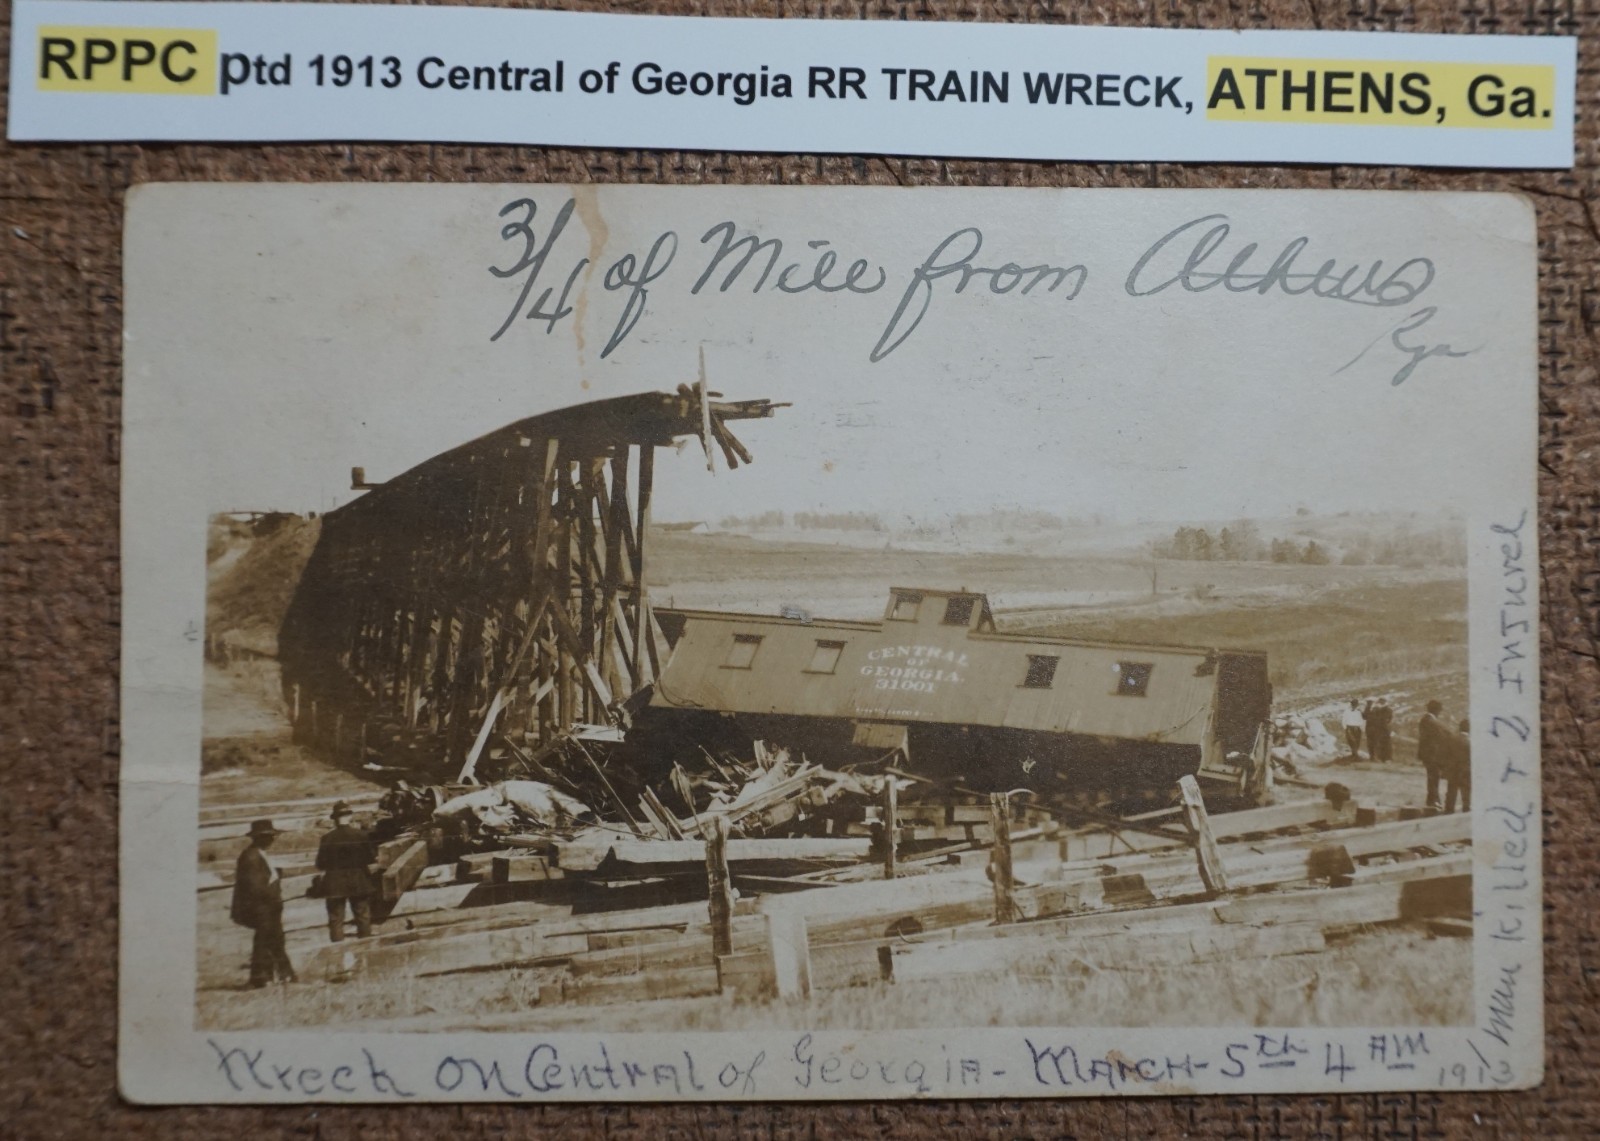 RPPC ptd 1913 Central of Georgia RR TRAIN WRECK, ATHENS, Ga.
3/4 of Mile from Athens
Ga
CENTRAL
OF
GEORGIA.
31001
1 Man Killed + 2 Injured
Wreck on Central of Georgia - March - 5th 4 AM
1913